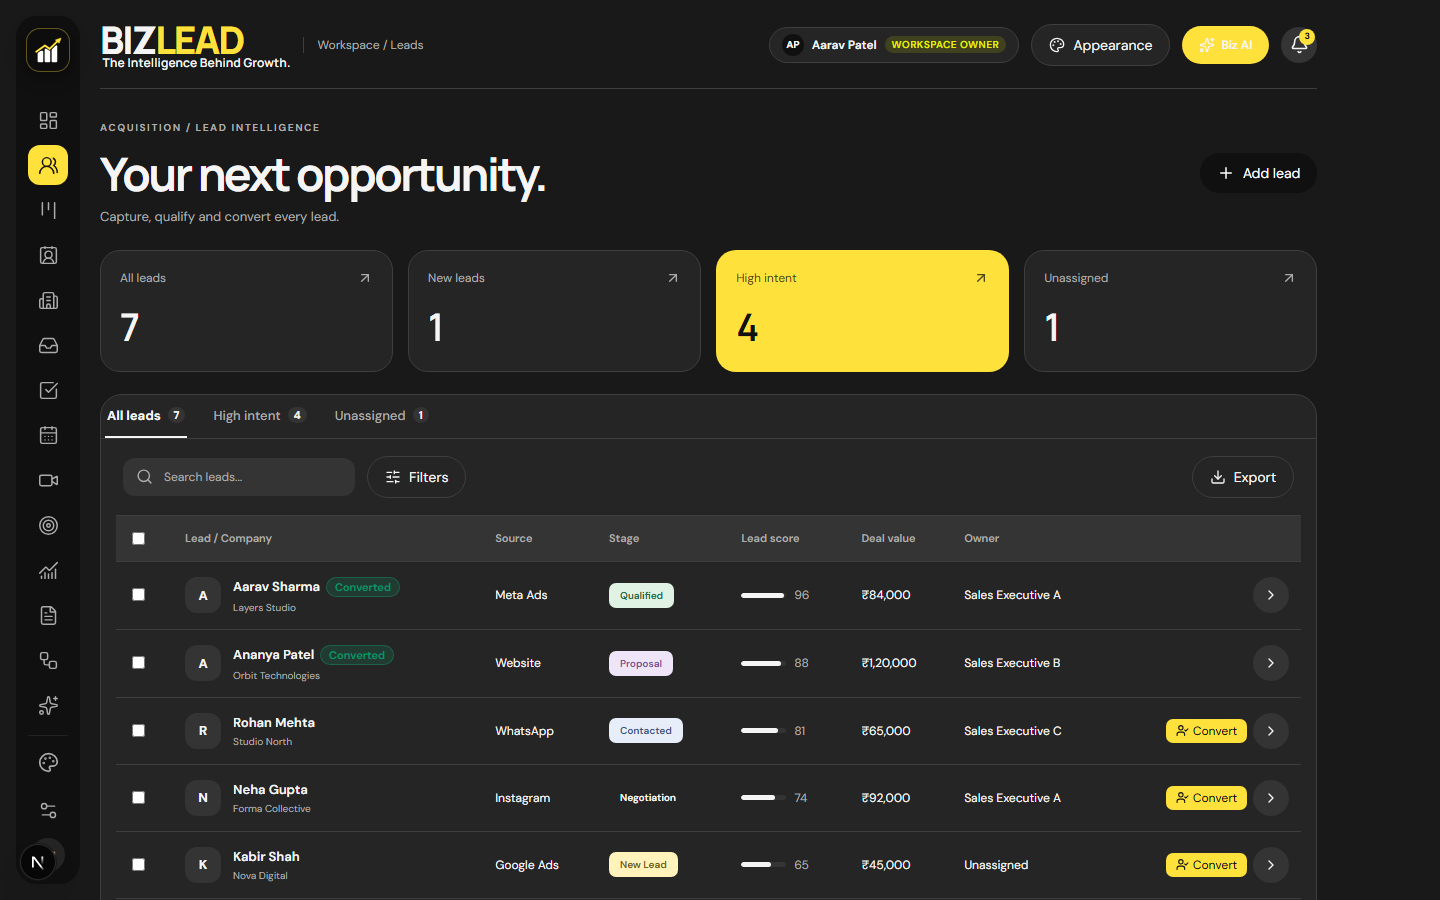 BIZLEAD
The Intelligence Behind Growth.
Workspace / Leads
AP Aarav Patel WORKSPACE OWNER
Appearance
Biz AI
3
ACQUISITION / LEAD INTELLIGENCE
Your next opportunity.
Capture, qualify and convert every lead.
+ Add lead
All leads
7
New leads
1
High intent
4
Unassigned
1
All leads 7 High intent 4 Unassigned 1
Search leads...
Filters
Export
Lead / Company Source Stage Lead score Deal value Owner
A Aarav Sharma Converted
Layers Studio
Meta Ads Qualified 96 ₹84,000 Sales Executive A
A Ananya Patel Converted
Orbit Technologies
Website Proposal 88 ₹1,20,000 Sales Executive B
R Rohan Mehta
Studio North
WhatsApp Contacted 81 ₹65,000 Sales Executive C Convert
N Neha Gupta
Forma Collective
Instagram Negotiation 74 ₹92,000 Sales Executive A Convert
K Kabir Shah
Nova Digital
Google Ads New Lead 65 ₹45,000 Unassigned Convert
N